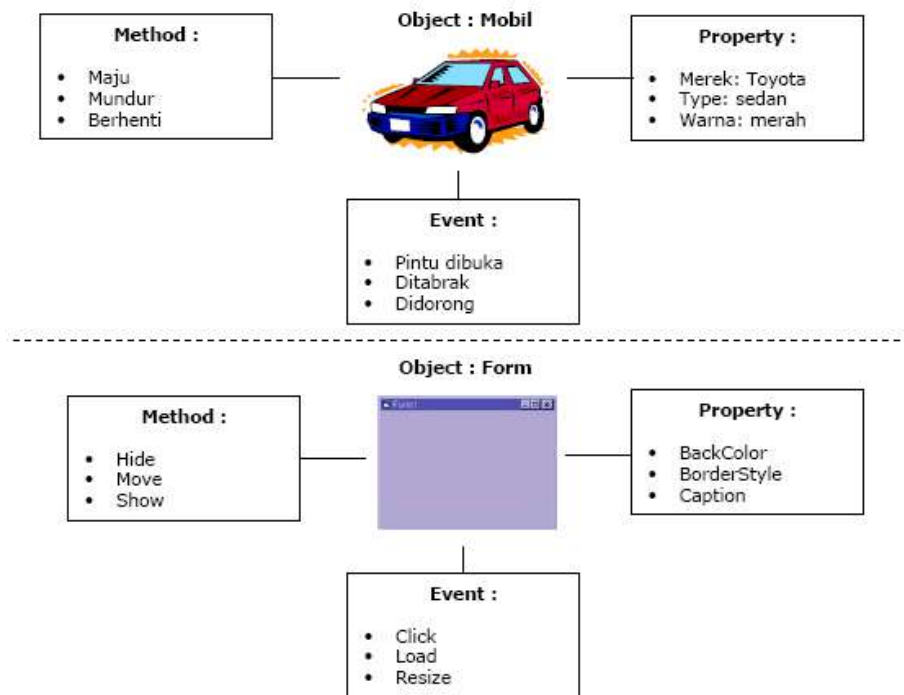 Object : Mobil
Method :
• Maju
• Mundur
• Berhenti
Property :
• Merek: Toyota
• Type: sedan
• Warna: merah
Event :
• Pintu dibuka
• Ditabrak
• Didorong
Object : Form
Form1
Method :
• Hide
• Move
• Show
Property :
• BackColor
• BorderStyle
• Caption
Event :
• Click
• Load
• Resize